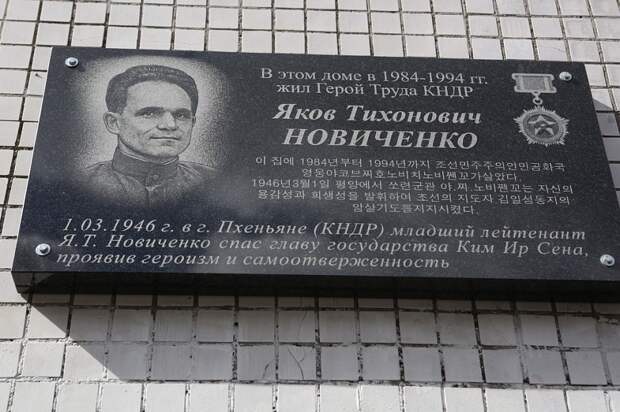 В этом доме в 1984-1994 гг.
жил Герой Труда КНДР
Яков Тихонович
НОВИЧЕНКО
이 집에 1984년부터 1994년까지 조선민주주의인민공화국
영웅야코브찌호노비치노비첸꼬가살았다.
1946년3월1일 평양에서 쏘련군관 야.찌.노비첸꼬는 자신의
용감성과 희생성을 발휘하여 조선의 지도자 김일성동지의
암살기도를저지시켰다.
1.03.1946 г. в г. Пхеньяне (КНДР) младший лейтенант
Я.Т. Новиченко спас главу государства Ким Ир Сена,
проявив героизм и самоотверженность